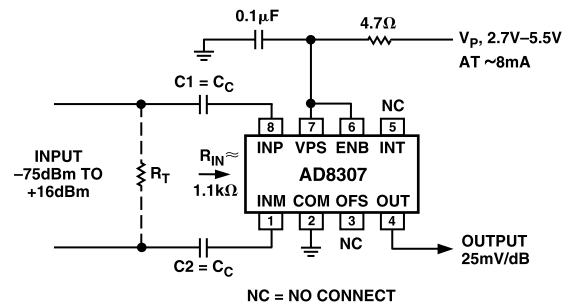 0.1µF
4.7Ω
V_P, 2.7V–5.5V
AT ~8mA
C1 = C_C
NC
8 7 6 5
INP VPS ENB INT
INPUT
–75dBm TO
+16dBm
R_T
R_IN ≈
1.1kΩ
AD8307
INM COM OFS OUT
1 2 3 4
NC
C2 = C_C
OUTPUT
25mV/dB
NC = NO CONNECT